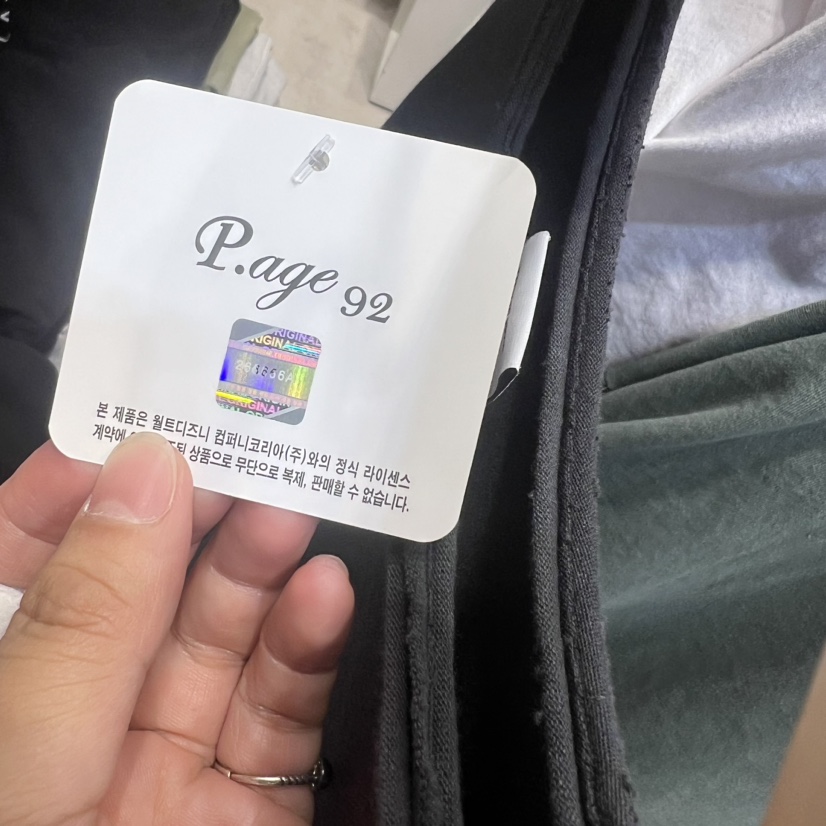 P.age 92
ORIGINAL
본 제품은 월트디즈니 컴퍼니코리아(주)와의 정식 라이센스
계약에 상품으로 무단으로 복제, 판매할 수 없습니다.